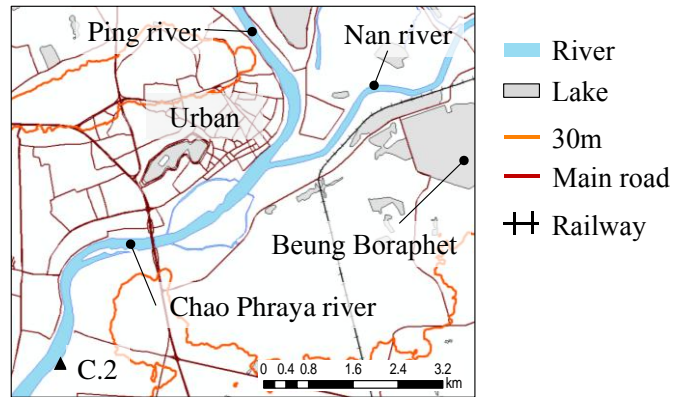 Ping river
Nan river
Urban
Beung Boraphet
Chao Phraya river
C.2
0 0.4 0.8 1.6 2.4 3.2
km
River
Lake
30m
Main road
Railway